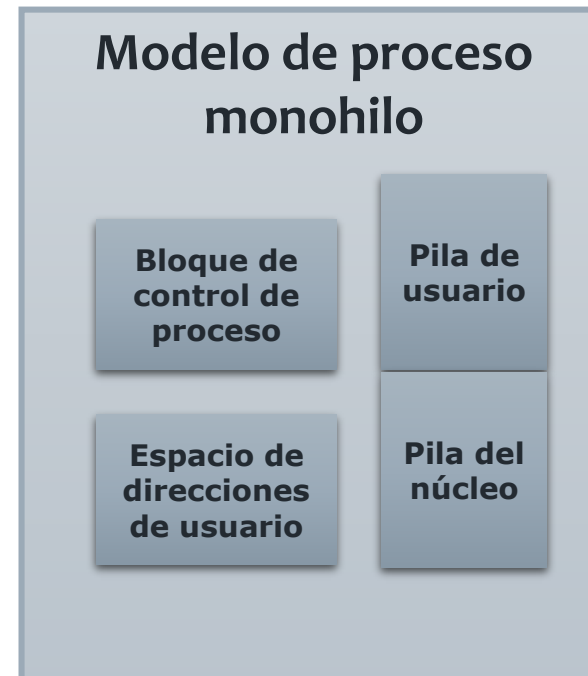 Modelo de proceso
monohilo
Bloque de
control de
proceso
Pila de
usuario
Espacio de
direcciones
de usuario
Pila del
núcleo